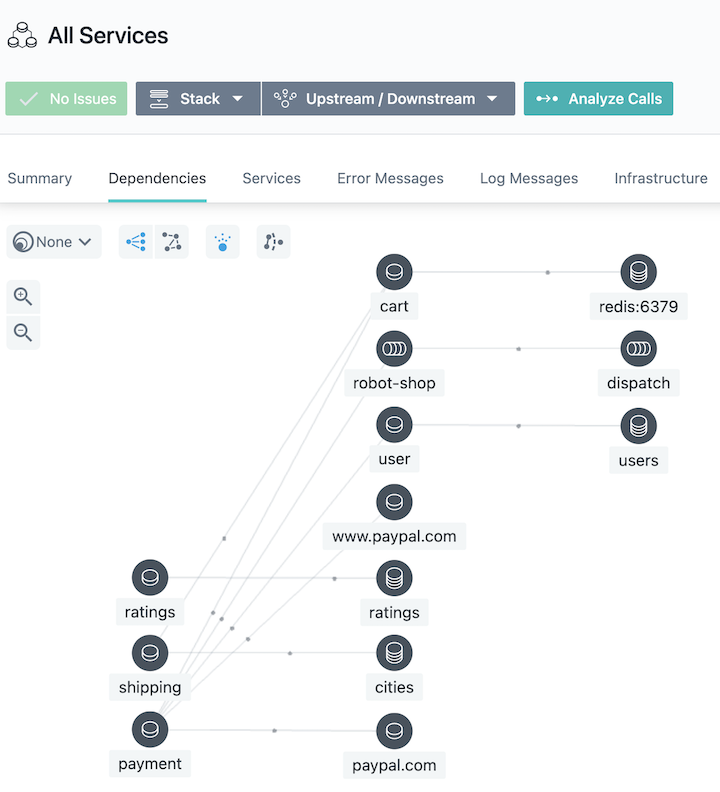 All Services
No Issues
Stack
Upstream / Downstream
Analyze Calls
Summary
Dependencies
Services
Error Messages
Log Messages
Infrastructure
None
cart
redis:6379
robot-shop
dispatch
user
users
www.paypal.com
ratings
ratings
shipping
cities
payment
paypal.com